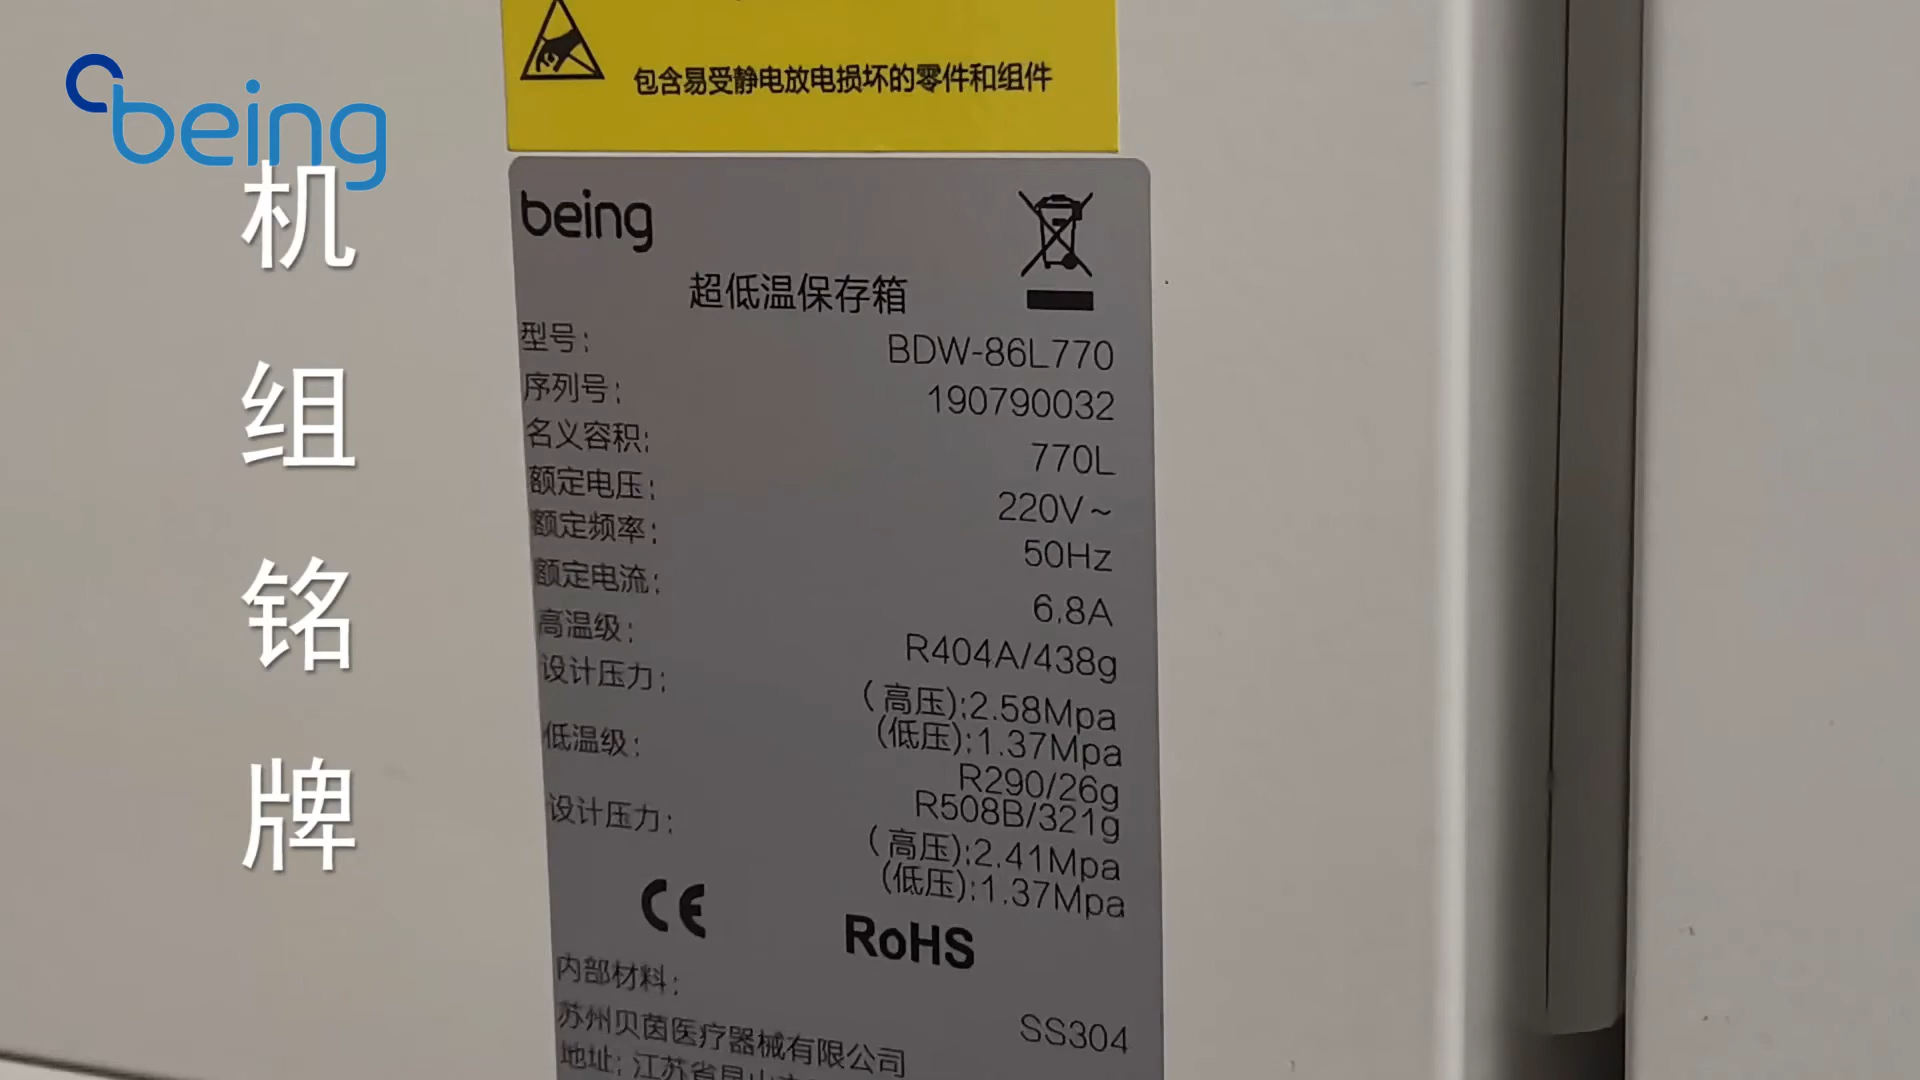 being
机组铭牌
包含易受静电放电损坏的零件和组件
being
超低温保存箱
型号: BDW-86L770
序列号: 190790032
名义容积: 770L
额定电压: 220V~
额定频率: 50Hz
额定电流: 6.8A
高温级: R404A/438g
设计压力: (高压):2.58Mpa
(低压):1.37Mpa
低温级: R290/26g
R508B/321g
设计压力: (高压):2.41Mpa
(低压):1.37Mpa
CE RoHS
内部材料: SS304
苏州贝茵医疗器械有限公司
地址: 江苏省昆山市